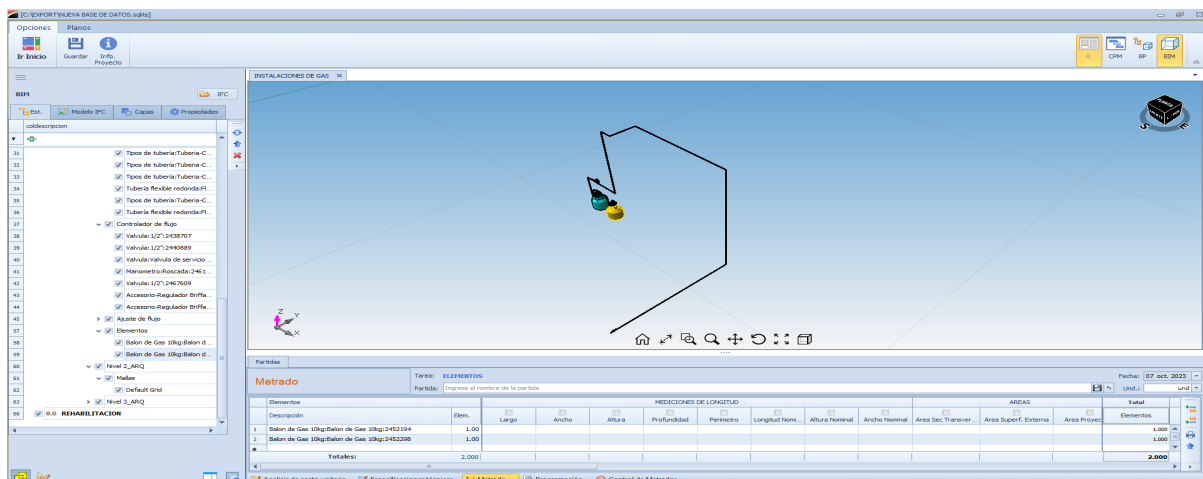 [C:\EXPORT\NUEVA BASE DE DATOS.sqlite]
Opciones Planos
Ir Inicio Guardar Info. Proyecto CPM BP BIM
INSTALACIONES DE GAS
BIM IFC
Est. Modelo IFC Capas Propiedades
coldescripcion
31 Tipos de tubería:Tuberia-C...
32 Tipos de tubería:Tuberia-C...
33 Tipos de tubería:Tuberia-C...
34 Tubería flexible redonda:Fl...
35 Tipos de tubería:Tuberia-C...
36 Tubería flexible redonda:Fl...
37 Controlador de flujo
38 Valvula: 1/2":2438707
39 Valvula: 1/2":2440889
40 Valvula:Valvula de servicio ...
41 Manometro:Roscada:2461...
42 Valvula: 1/2":2467609
43 Accesorio-Regulador Briffa...
44 Accesorio-Regulador Briffa...
45 Ajuste de flujo
57 Elementos
58 Balon de Gas 10kg:Balon d...
59 Balon de Gas 10kg:Balon d...
60 Nivel 2_ARQ
61 Mallas
62 Default Grid
63 Nivel 3_ARQ
66 8.0 REHABILITACION
Z Y X
S E
Partidas
Metrado
Tarea: ELEMENTOS Fecha: 07 oct. 2023
Partida: Ingrese el nombre de la partida Und.: und
Elementos MEDICIONES DE LONGITUD AREAS Total
Descripción Elem. Largo Ancho Altura Profundidad Perimetro Longitud Nomi... Altura Nominal Ancho Nominal Area Sec Transver... Area Superf. Externa Area Proyec Elementos
1 Balon de Gas 10kg:Balon de Gas 10kg:2452194 1.00 1.000
2 Balon de Gas 10kg:Balon de Gas 10kg:2452298 1.00 1.000
Totales: 2.000 2.000
Analisis de costo unitario Especificaciones técnicas Metrado Programación Control de Metrados